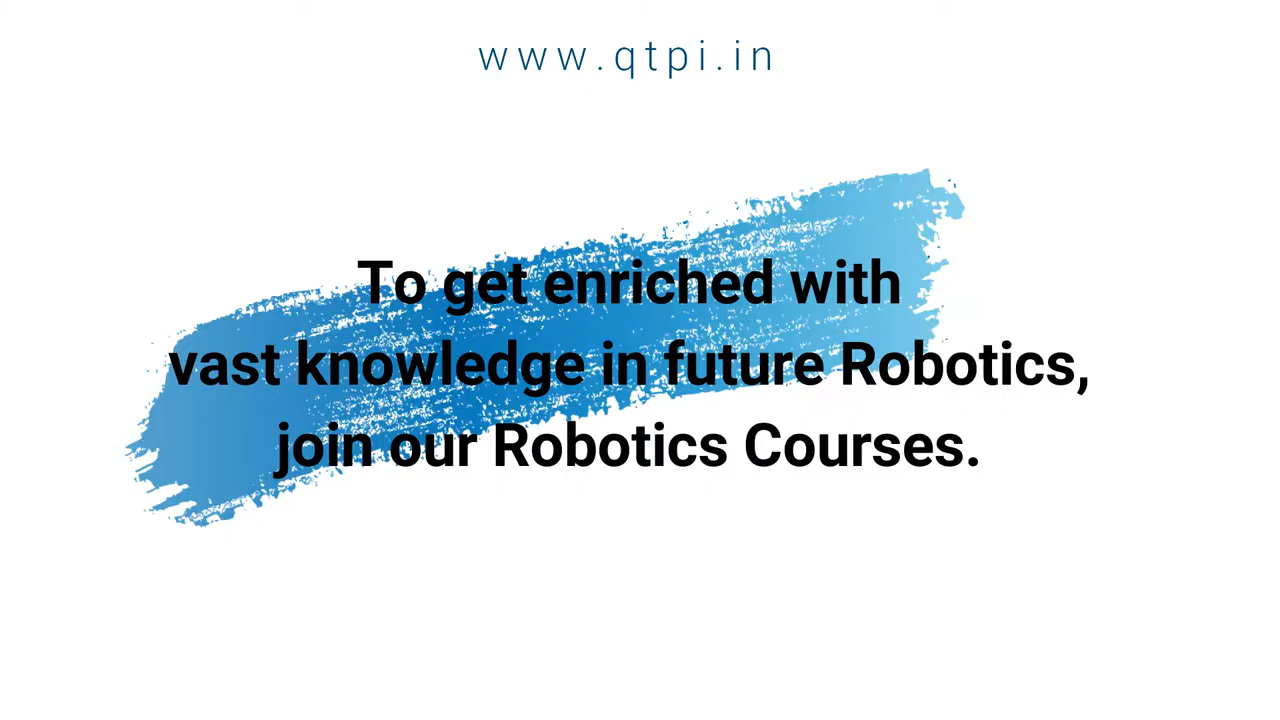 www.qtpi.in
To get enriched with
vast knowledge in future Robotics,
join our Robotics Courses.